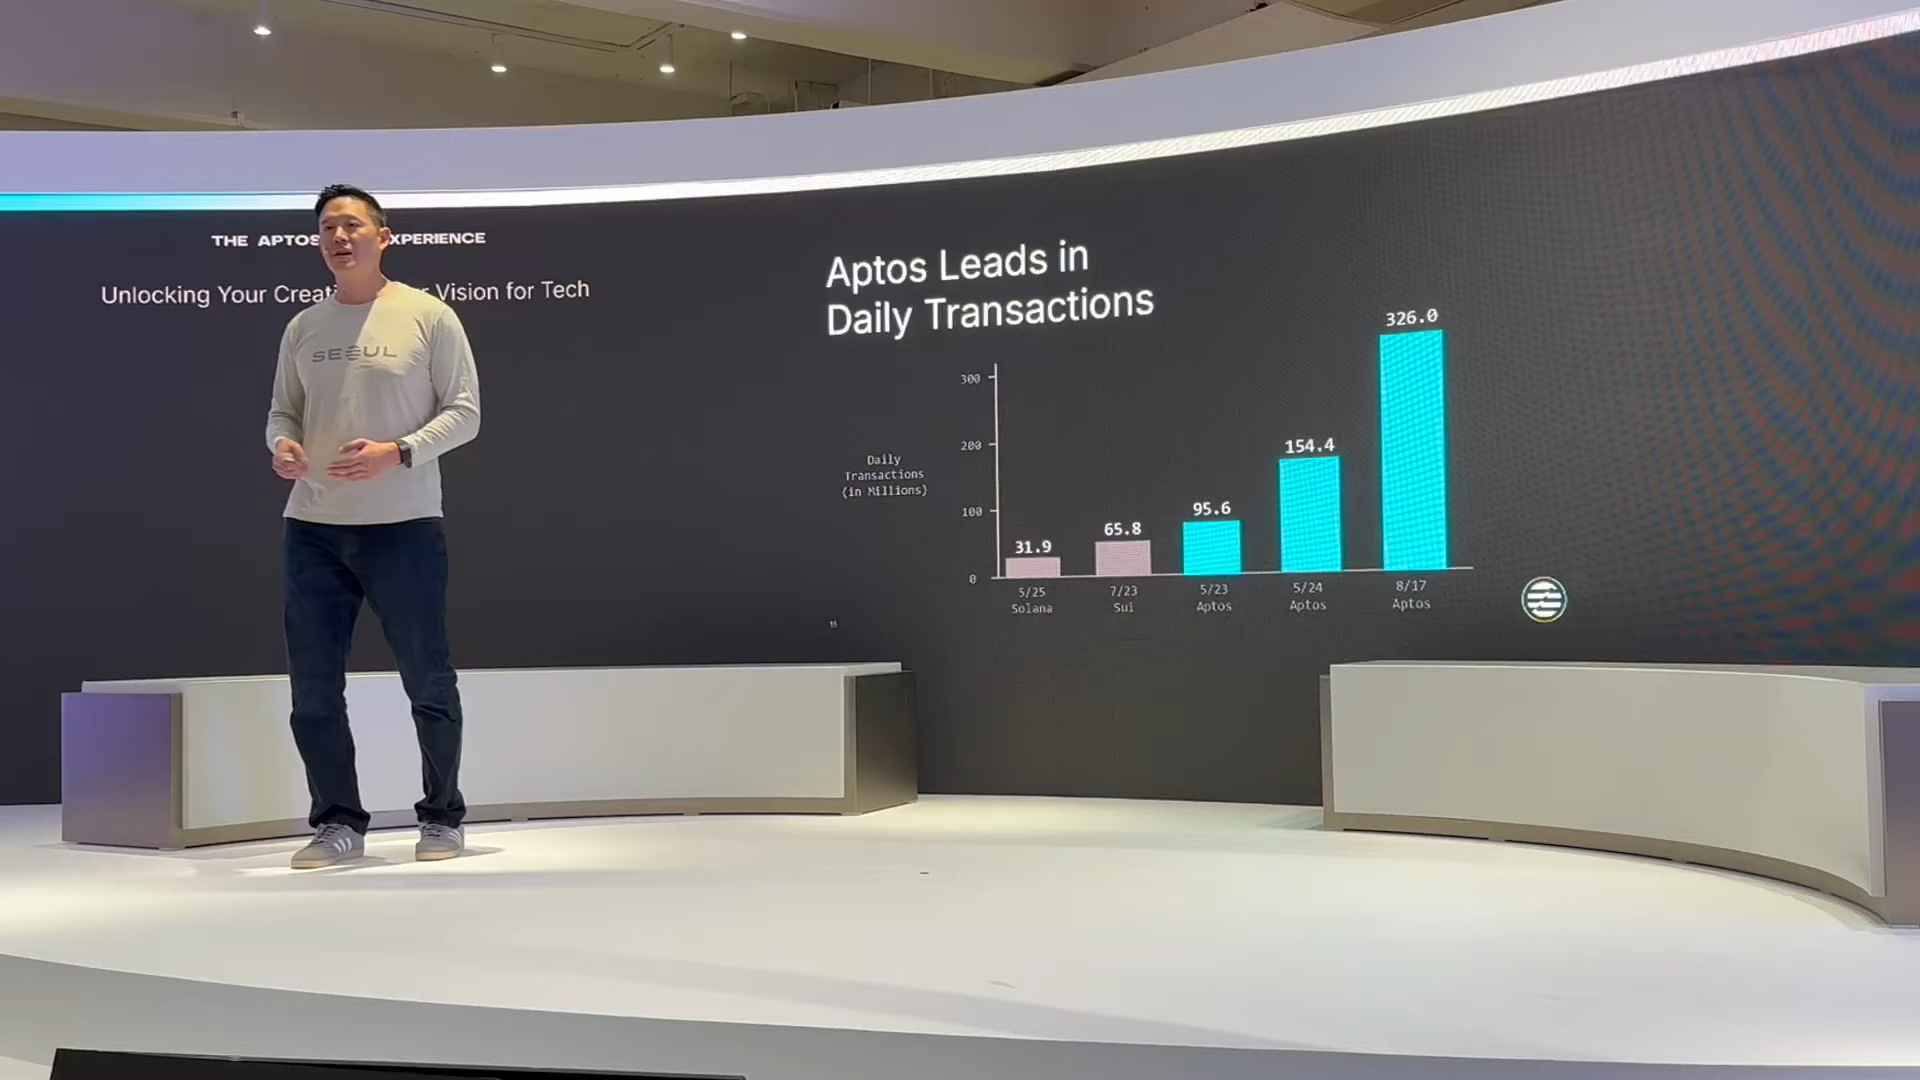 THE APTOS XPERIENCE
Unlocking Your Creati r Vision for Tech
SEOUL
Aptos Leads in
Daily Transactions
Daily
Transactions
(in Millions)
300
200
100
0
31.9
65.8
95.6
154.4
326.0
5/25
Solana
7/23
Sui
5/23
Aptos
5/24
Aptos
8/17
Aptos
15